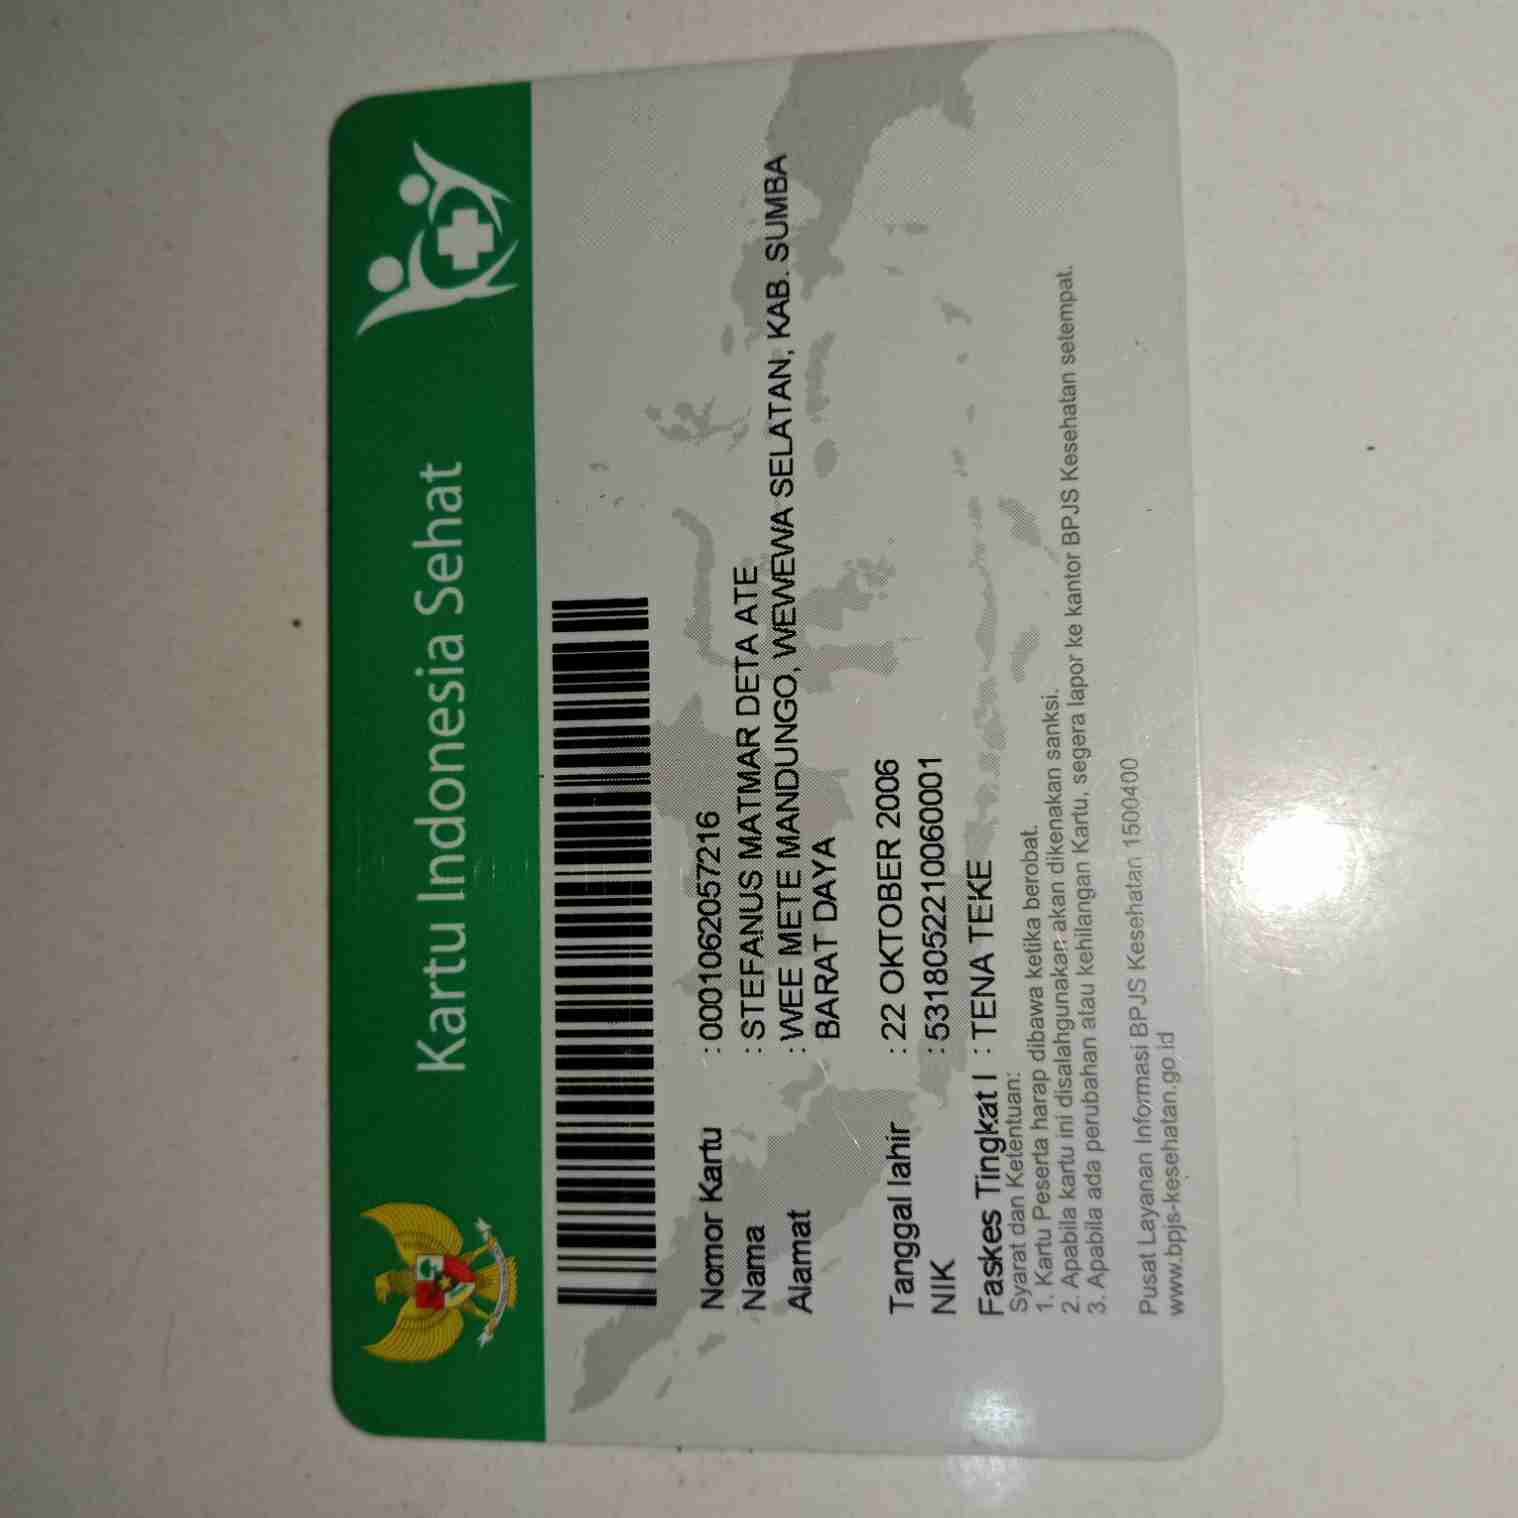 Kartu Indonesia Sehat
Nomor Kartu : 0001062057216
Nama : STEFANUS MATMAR DETA ATE
Alamat : WEE METE MANDUNGO, WEWEWA SELATAN, KAB. SUMBA
BARAT DAYA
Tanggal lahir : 22 OKTOBER 2006
NIK : 5318052210060001
Faskes Tingkat I : TENA TEKE
Syarat dan Ketentuan:
1. Kartu Peserta harap dibawa ketika berobat.
2. Apabila kartu ini disalahgunakan akan dikenakan sanksi.
3. Apabila ada perubahan atau kehilangan Kartu, segera lapor ke kantor BPJS Kesehatan setempat.
Pusat Layanan Informasi BPJS Kesehatan 1500400
www.bpjs-kesehatan.go.id